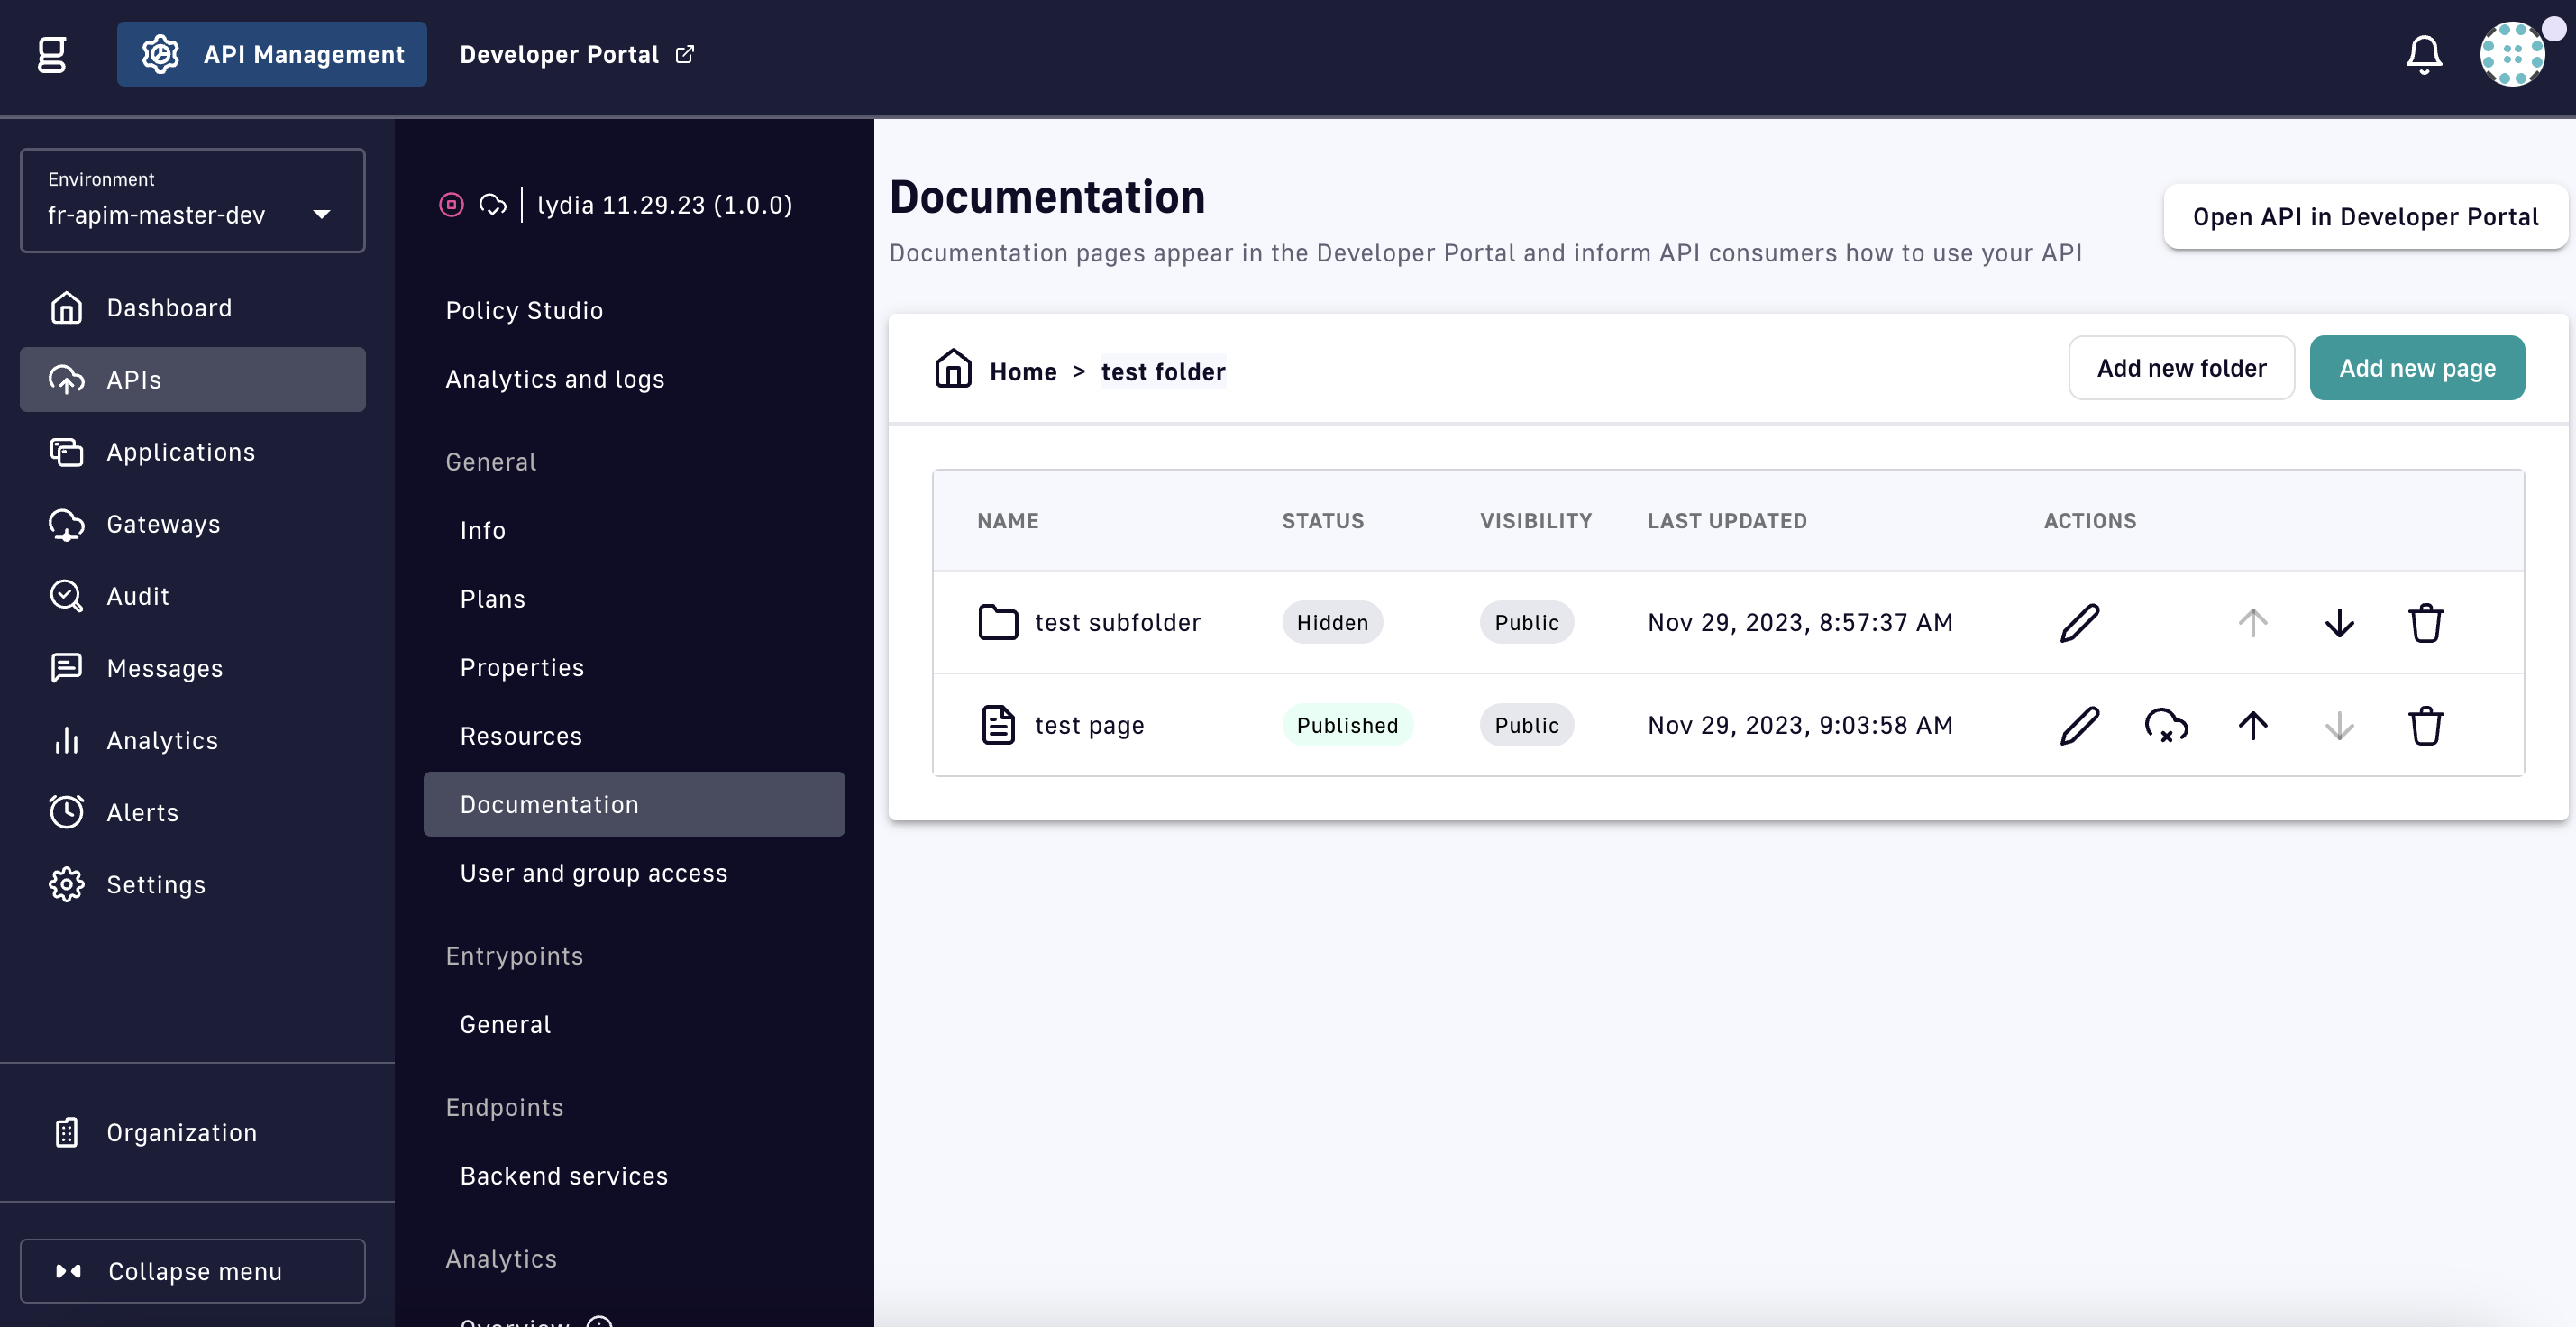 API Management
Developer Portal
Environment
fr-apim-master-dev
Dashboard
APIs
Applications
Gateways
Audit
Messages
Analytics
Alerts
Settings
Organization
Collapse menu
lydia 11.29.23 (1.0.0)
Policy Studio
Analytics and logs
General
Info
Plans
Properties
Resources
Documentation
User and group access
Entrypoints
General
Endpoints
Backend services
Analytics
Overview
Documentation
Documentation pages appear in the Developer Portal and inform API consumers how to use your API
Open API in Developer Portal
Home > test folder
Add new folder
Add new page
NAME STATUS VISIBILITY LAST UPDATED ACTIONS
test subfolder Hidden Public Nov 29, 2023, 8:57:37 AM
test page Published Public Nov 29, 2023, 9:03:58 AM